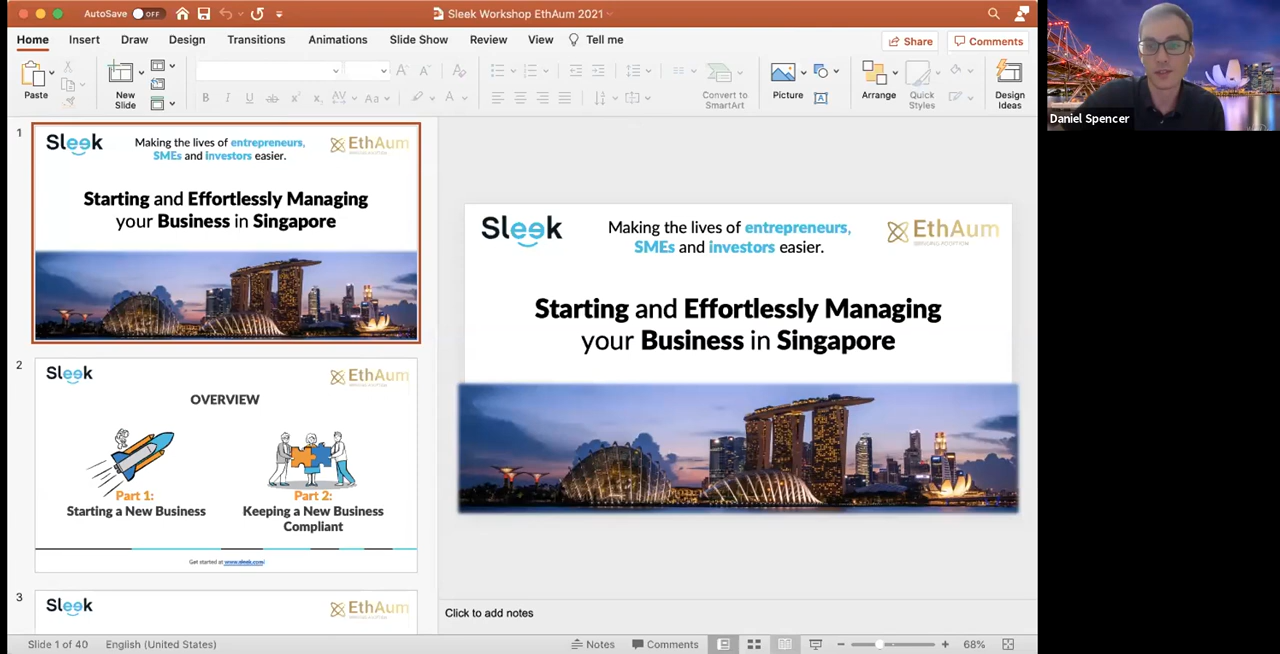 AutoSave OFF
Sleek Workshop EthAum 2021
Home Insert Draw Design Transitions Animations Slide Show Review View Tell me
Share Comments
Paste
New
Slide
Convert to
SmartArt
Picture
Arrange
Quick
Styles
Design
Ideas
Daniel Spencer
1
Sleek
Making the lives of entrepreneurs,
SMEs and investors easier.
EthAum
Starting and Effortlessly Managing
your Business in Singapore
2
Sleek
EthAum
OVERVIEW
Part 1:
Starting a New Business
Part 2:
Keeping a New Business
Compliant
Get started at www.sleek.com
3
Sleek
EthAum
Sleek
Making the lives of entrepreneurs,
SMEs and investors easier.
EthAum
BRINGING ADOPTION
Starting and Effortlessly Managing
your Business in Singapore
Click to add notes
Slide 1 of 40 English (United States) Notes Comments 68%